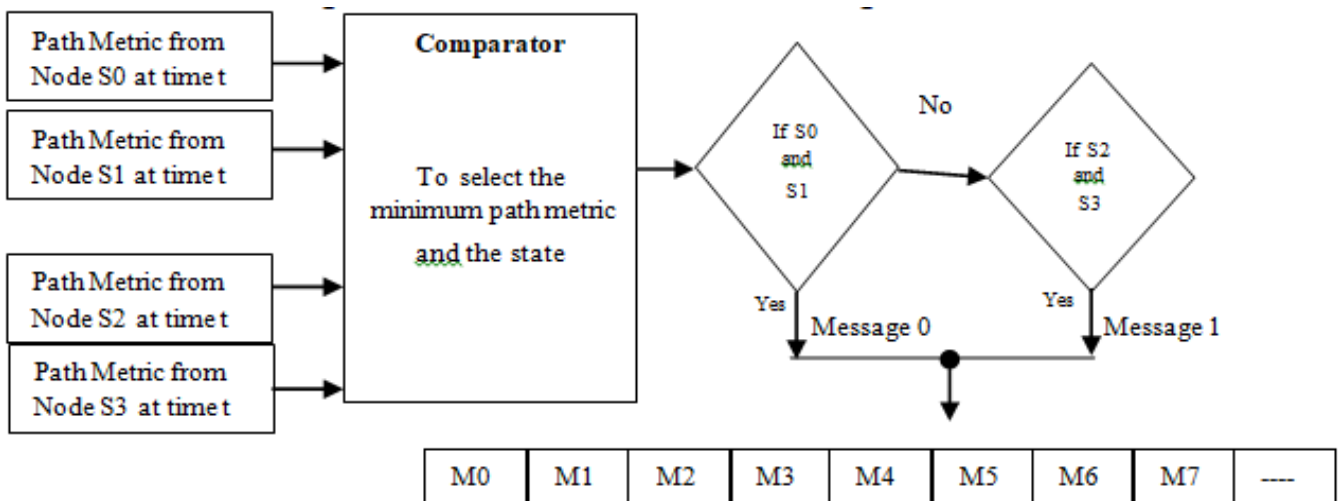 Path Metric from
Node S0 at time t
Path Metric from
Node S1 at time t
Path Metric from
Node S2 at time t
Path Metric from
Node S3 at time t
Comparator
To select the
minimum path metric
and the state
If S0
and
S1
No
If S2
and
S3
Yes
Message 0
Yes
Message 1
M0 M1 M2 M3 M4 M5 M6 M7 ----